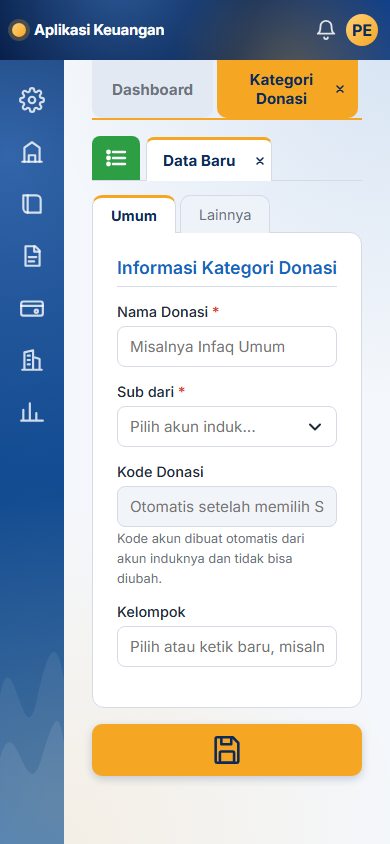 Aplikasi Keuangan
PE
Dashboard
Kategori
Donasi
×
Data Baru
×
Umum
Lainnya
Informasi Kategori Donasi
Nama Donasi *
Misalnya Infaq Umum
Sub dari *
Pilih akun induk...
Kode Donasi
Otomatis setelah memilih S
Kode akun dibuat otomatis dari
akun induknya dan tidak bisa
diubah.
Kelompok
Pilih atau ketik baru, misaln